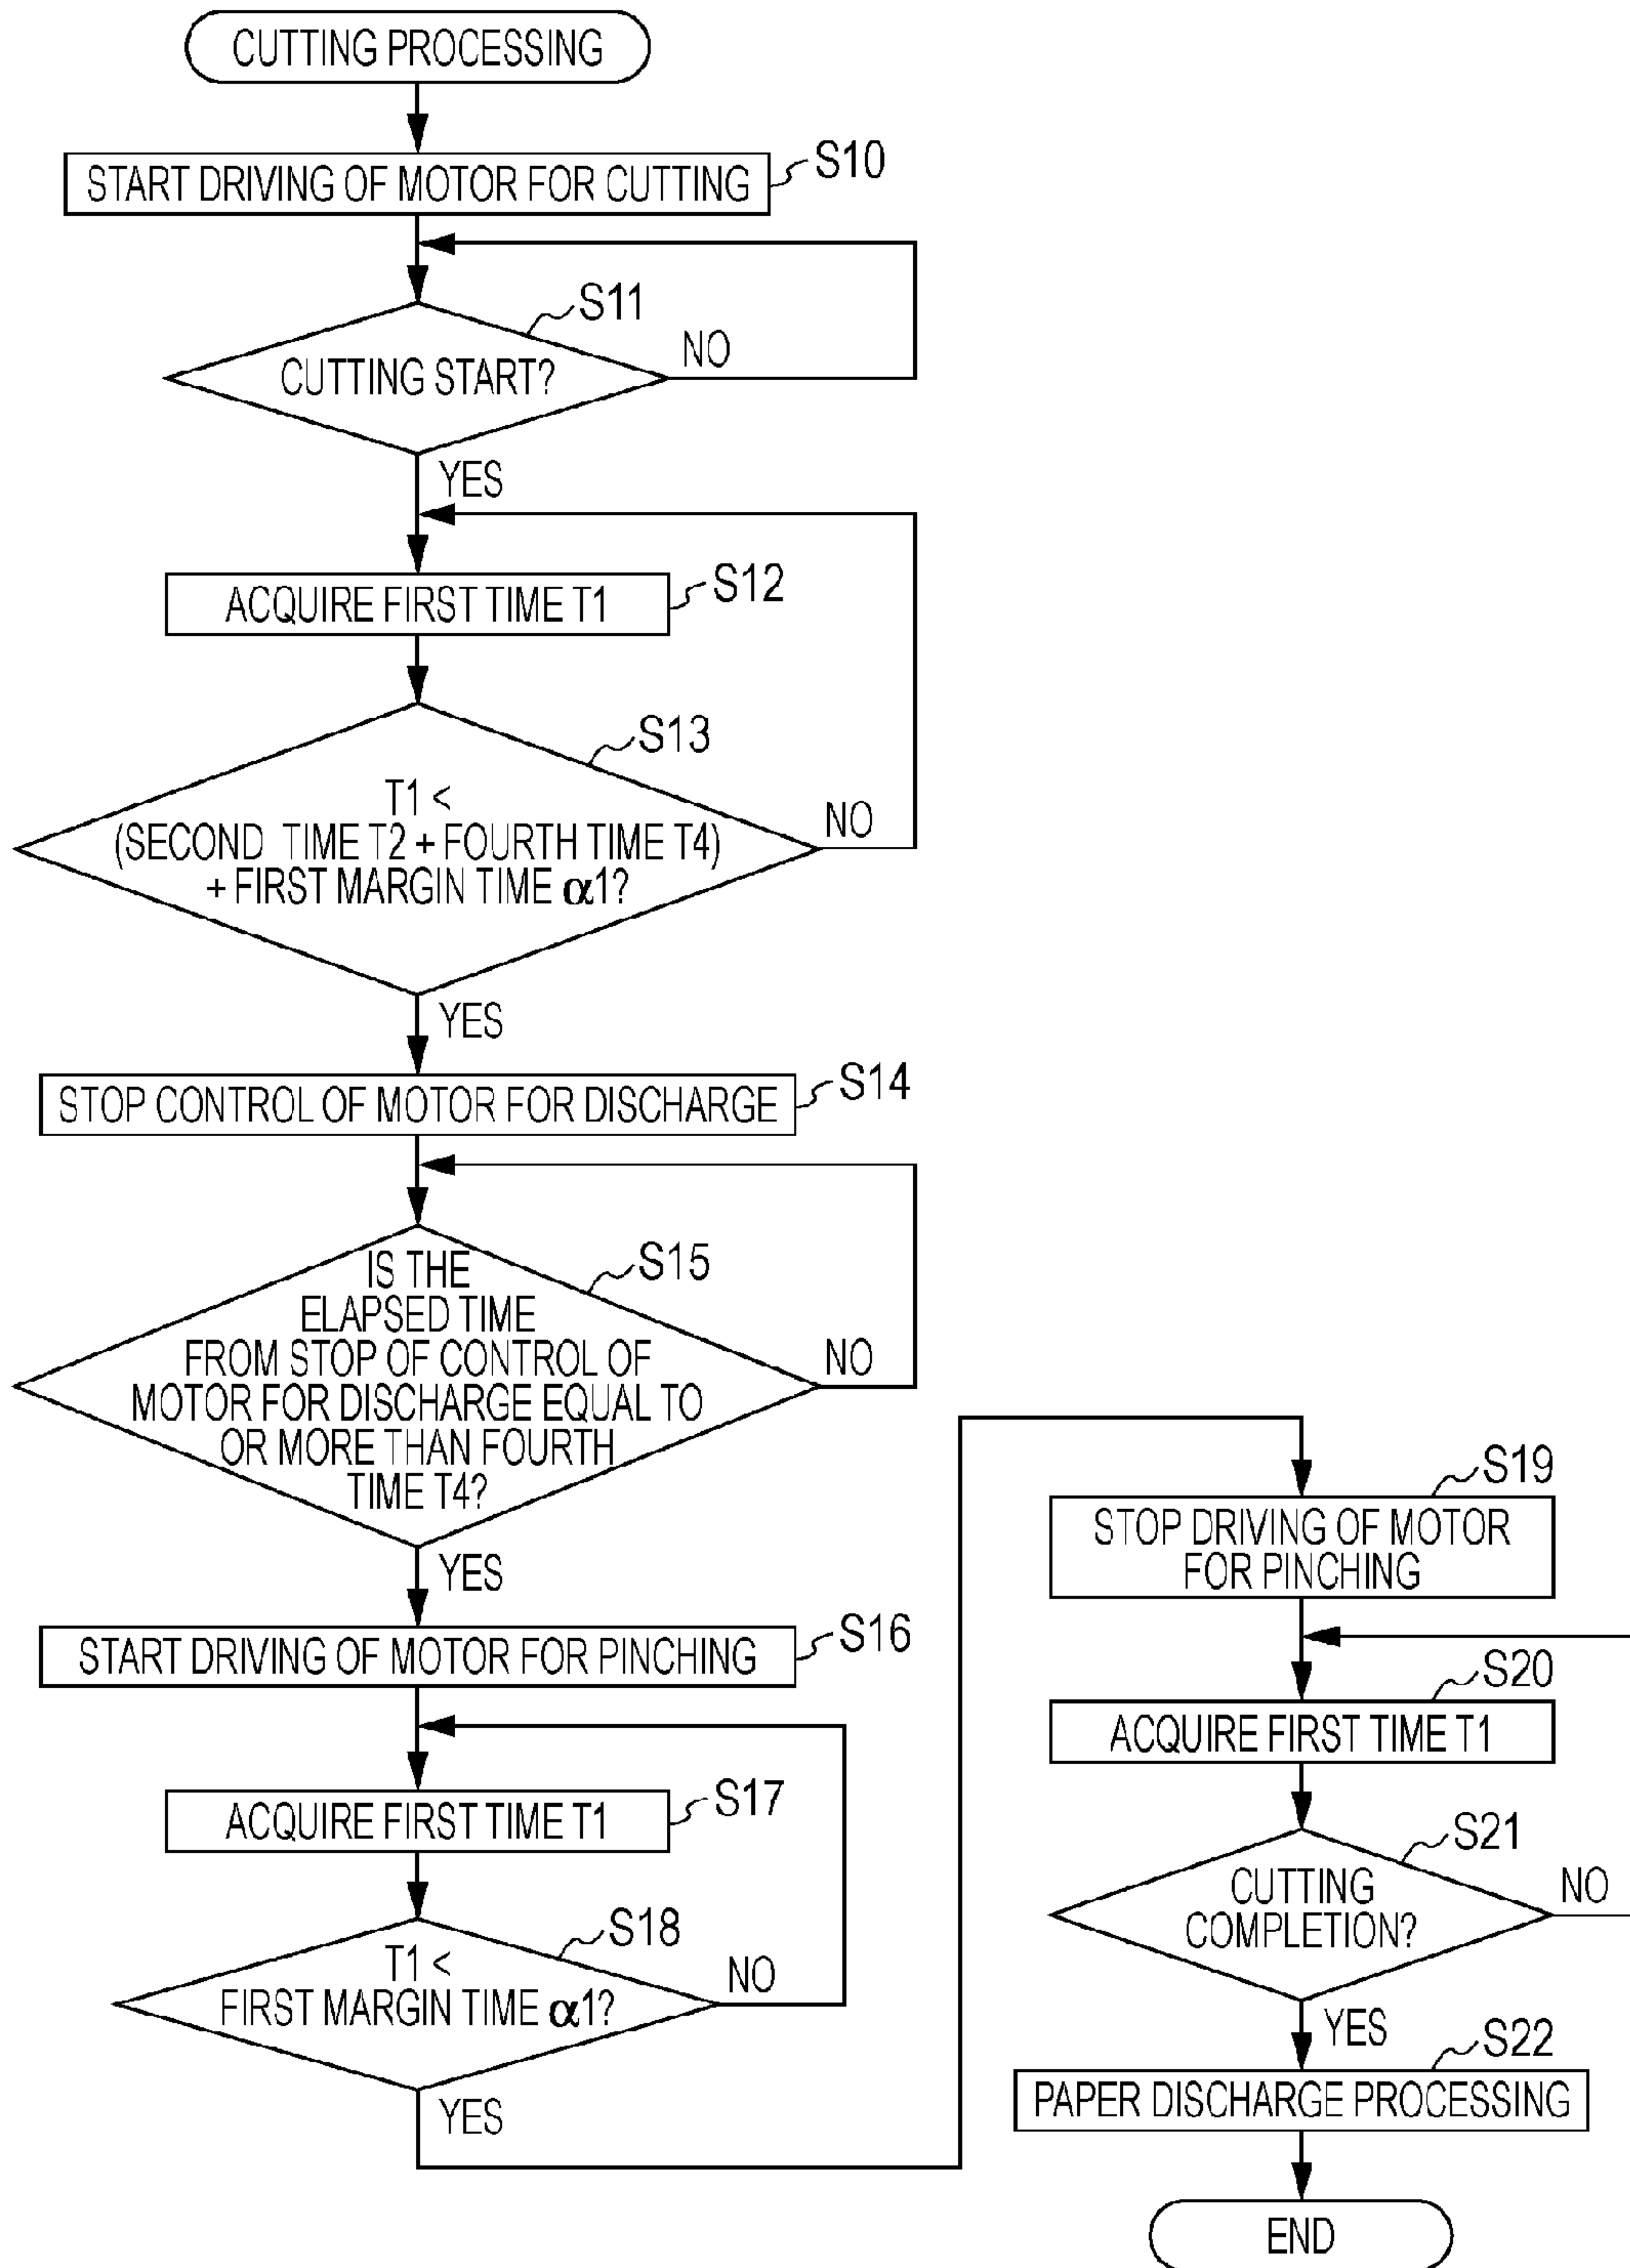 CUTTING PROCESSING
START DRIVING OF MOTOR FOR CUTTING
S10
S11
CUTTING START?
NO
YES
ACQUIRE FIRST TIME T1
S12
S13
T1 <
(SECOND TIME T2 + FOURTH TIME T4)
+ FIRST MARGIN TIME α1?
NO
YES
STOP CONTROL OF MOTOR FOR DISCHARGE
S14
S15
IS THE
ELAPSED TIME
FROM STOP OF CONTROL OF
MOTOR FOR DISCHARGE EQUAL TO
OR MORE THAN FOURTH
TIME T4?
NO
YES
START DRIVING OF MOTOR FOR PINCHING
S16
ACQUIRE FIRST TIME T1
S17
S18
T1 <
FIRST MARGIN TIME α1?
NO
YES
S19
STOP DRIVING OF MOTOR
FOR PINCHING
S20
ACQUIRE FIRST TIME T1
S21
CUTTING
COMPLETION?
NO
YES
S22
PAPER DISCHARGE PROCESSING
END